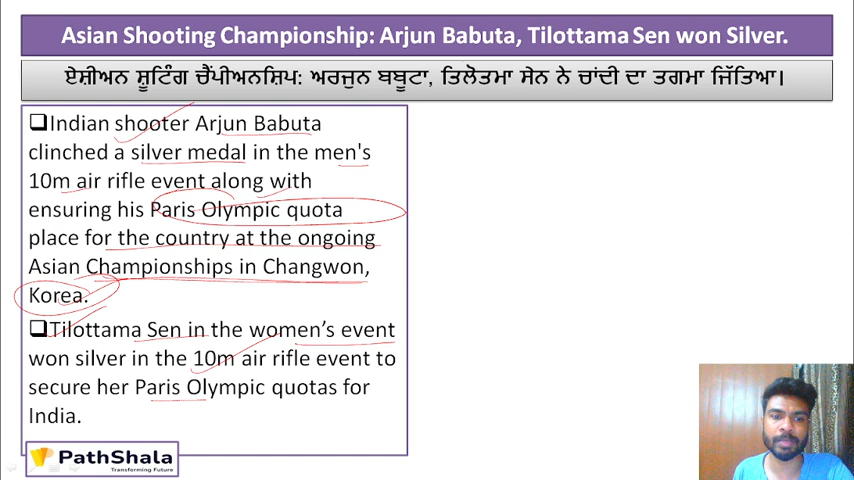 Asian Shooting Championship: Arjun Babuta, Tilottama Sen won Silver.
ਏਸ਼ੀਅਨ ਸ਼ੂਟਿੰਗ ਚੈਂਪੀਅਨਸ਼ਿਪ: ਅਰਜੁਨ ਬਬੂਟਾ, ਤਿਲੋਤਮਾ ਸੇਨ ਨੇ ਚਾਂਦੀ ਦਾ ਤਗਮਾ ਜਿੱਤਿਆ।
❑Indian shooter Arjun Babuta
clinched a silver medal in the men's
10m air rifle event along with
ensuring his Paris Olympic quota
place for the country at the ongoing
Asian Championships in Changwon,
Korea.
❑Tilottama Sen in the women’s event
won silver in the 10m air rifle event to
secure her Paris Olympic quotas for
India.
PathShala
Transforming Future